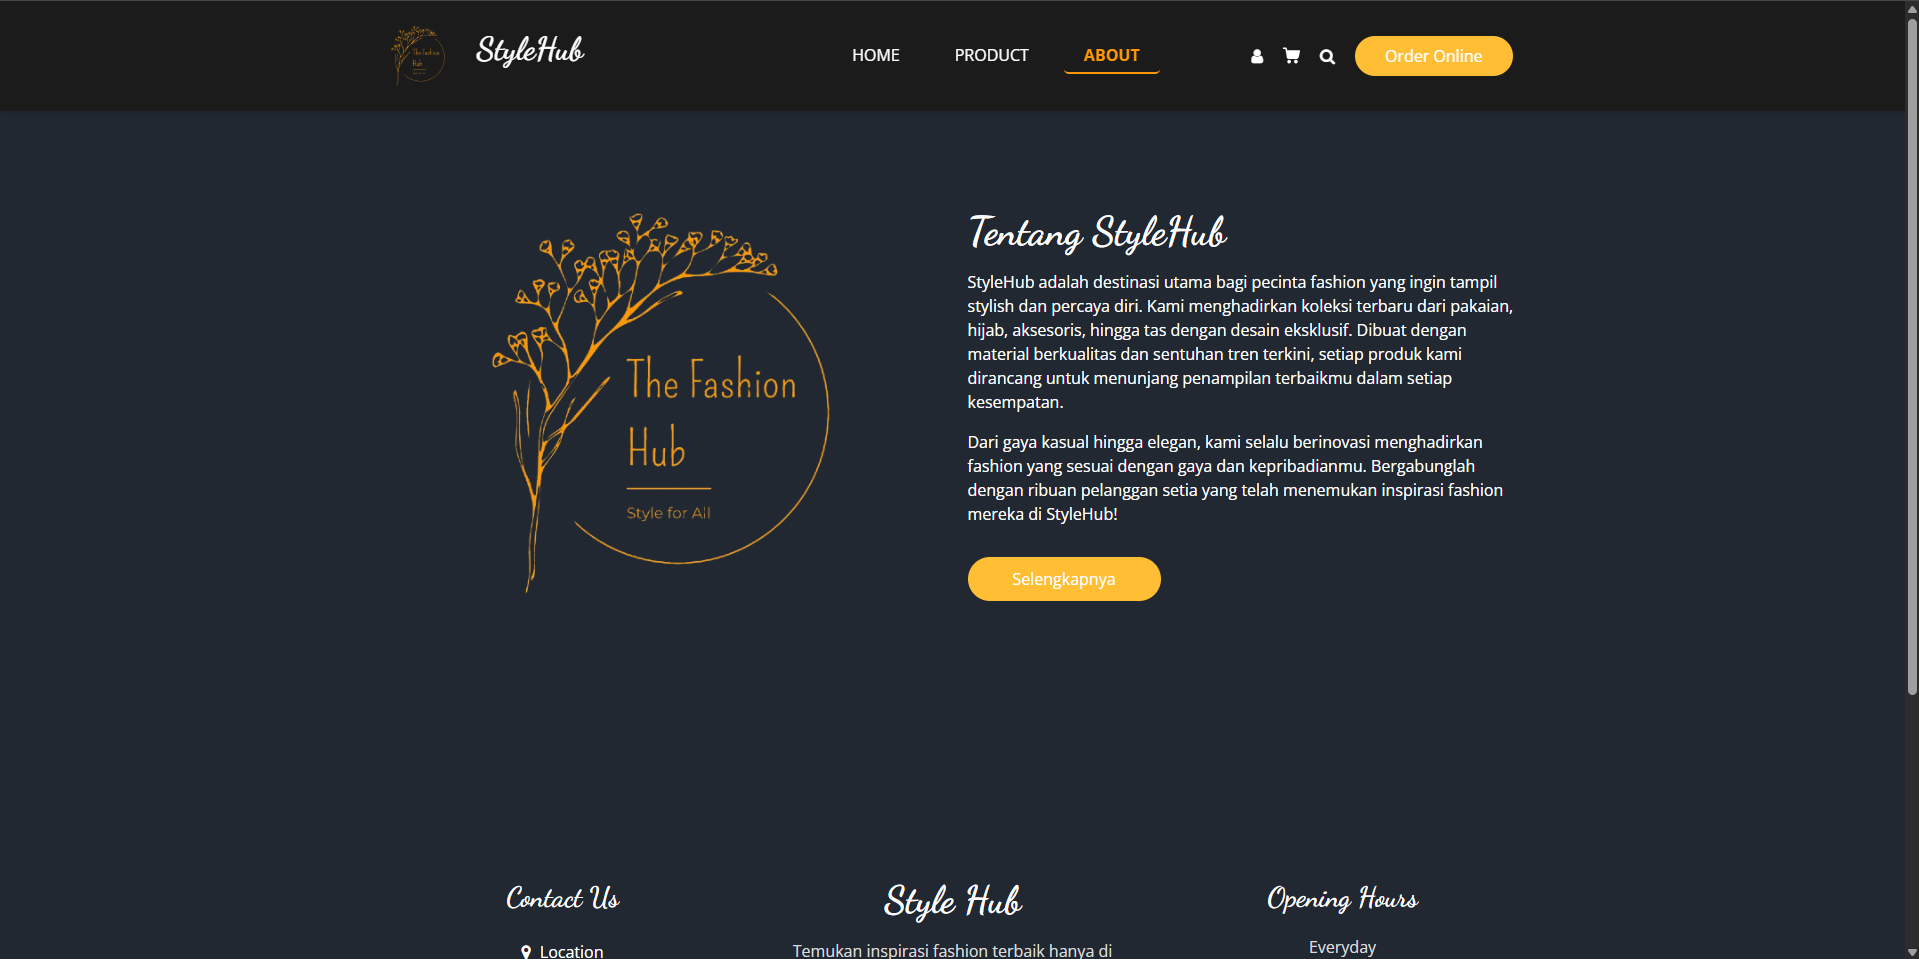 The Fashion
Hub
StyleHub
HOME
PRODUCT
ABOUT
Order Online
The Fashion
Hub
Style for All
Tentang StyleHub
StyleHub adalah destinasi utama bagi pecinta fashion yang ingin tampil
stylish dan percaya diri. Kami menghadirkan koleksi terbaru dari pakaian,
hijab, aksesoris, hingga tas dengan desain eksklusif. Dibuat dengan
material berkualitas dan sentuhan tren terkini, setiap produk kami
dirancang untuk menunjang penampilan terbaikmu dalam setiap
kesempatan.
Dari gaya kasual hingga elegan, kami selalu berinovasi menghadirkan
fashion yang sesuai dengan gaya dan kepribadianmu. Bergabunglah
dengan ribuan pelanggan setia yang telah menemukan inspirasi fashion
mereka di StyleHub!
Selengkapnya
Contact Us
Location
Style Hub
Temukan inspirasi fashion terbaik hanya di
Opening Hours
Everyday